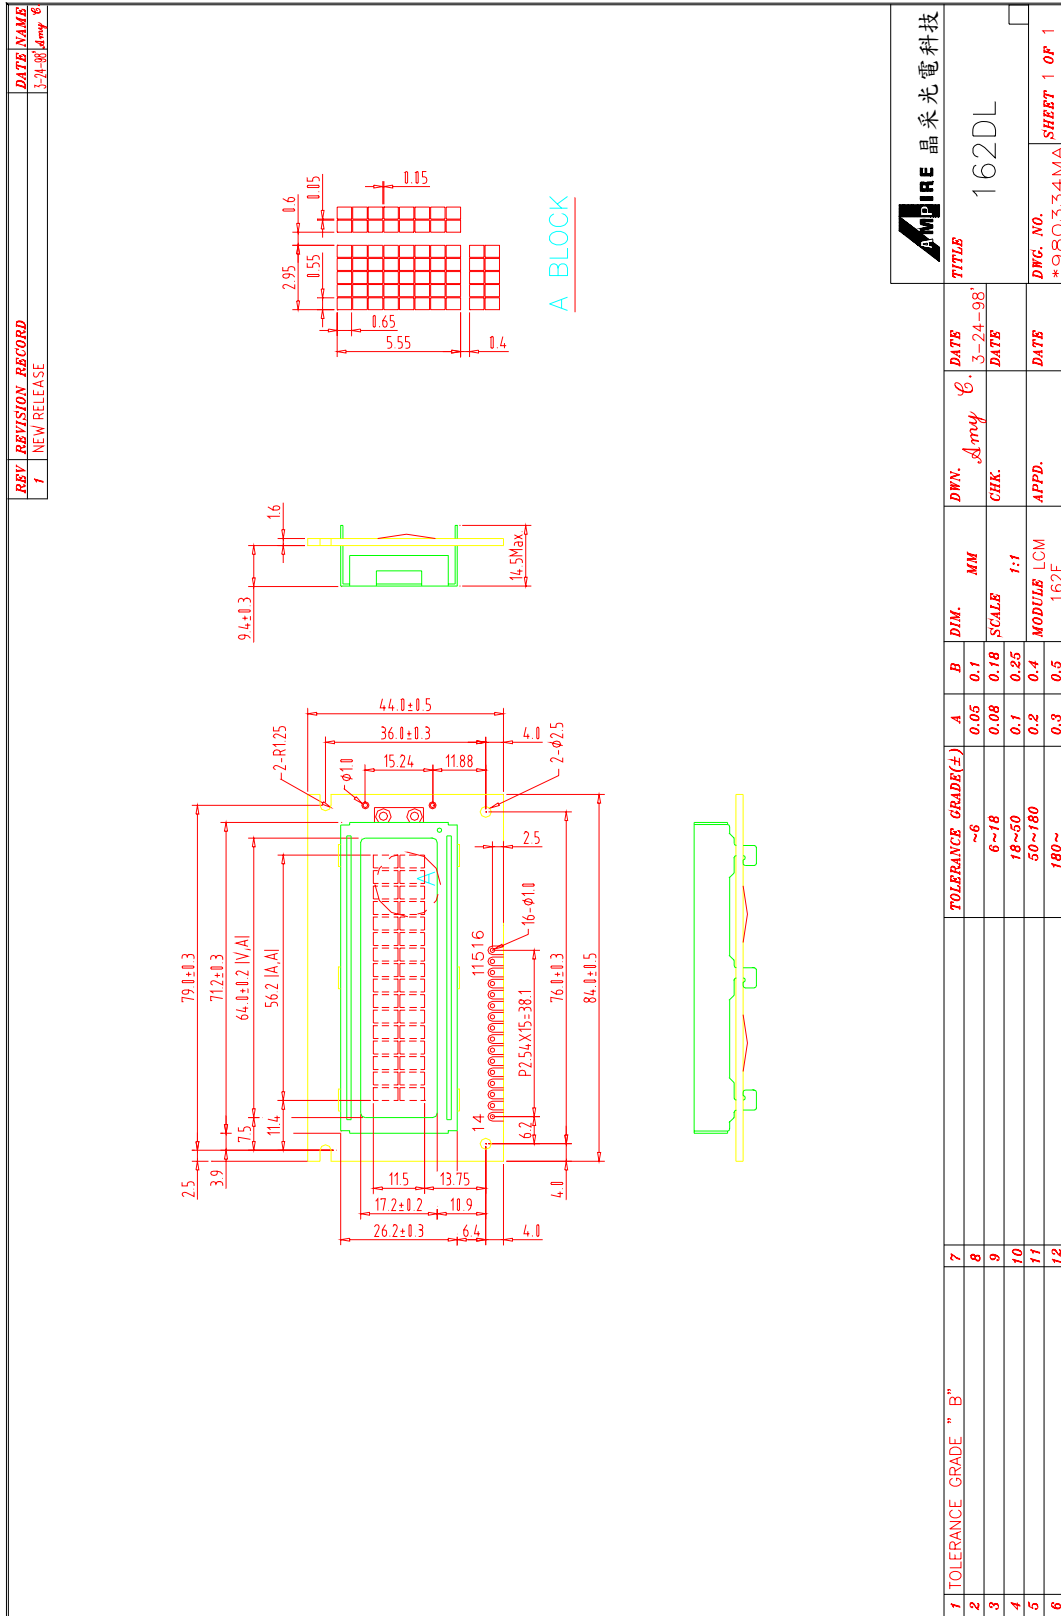 REV REVISION RECORD DATE NAME
1 NEW RELEASE 3-24-98' Amy C.
79.0±0.3
71.2±0.3
64.0±0.2 (V.A)
56.2 (A.A)
2.5
3.9
7.5
11.4
44.0±0.5
36.0±0.3
15.24
11.88
4.0
2-R1.25
φ1.0
2-φ2.5
2.5
16-φ1.0
A
1 15 16
14
P2.54X15=38.1
6.2
76.0±0.3
84.0±0.5
4.0
11.5
13.75
17.2±0.2
10.9
26.2±0.3
6.4
4.0
1.6
9.4±0.3
14.5Max.
0.6
0.05
0.05
2.95
0.55
0.65
5.55
0.4
A BLOCK
1 TOLERANCE GRADE " B"
2
3
4
5
6
7
8
9
10
11
12
TOLERANCE GRADE(±) A B
~6 0.05 0.1
6~18 0.08 0.18
18~50 0.1 0.25
50~180 0.2 0.4
180~ 0.3 0.5
DIM. MM
SCALE 1:1
MODULE LCM
162F
DWN. Amy C.
CHK.
APPD.
DATE 3-24-98'
DATE
DATE
AMPIRE 晶采光電科技
TITLE 162DL
DWG. NO. *980334MA
SHEET 1 OF 1